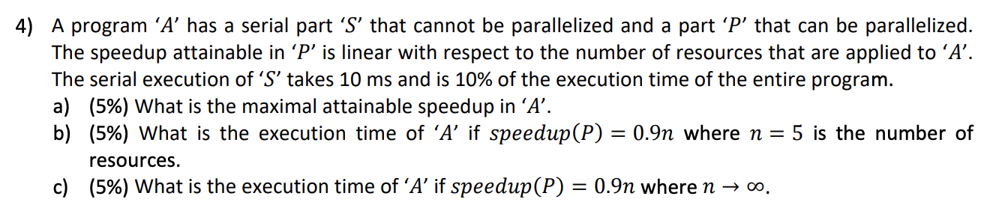 4) A program ‘A’ has a serial part ‘S’ that cannot be parallelized and a part ‘P’ that can be parallelized.
The speedup attainable in ‘P’ is linear with respect to the number of resources that are applied to ‘A’.
The serial execution of ‘S’ takes 10 ms and is 10% of the execution time of the entire program.
a) (5%) What is the maximal attainable speedup in ‘A’.
b) (5%) What is the execution time of ‘A’ if speedup(P) = 0.9n where n = 5 is the number of
resources.
c) (5%) What is the execution time of ‘A’ if speedup(P) = 0.9n where n → ∞.